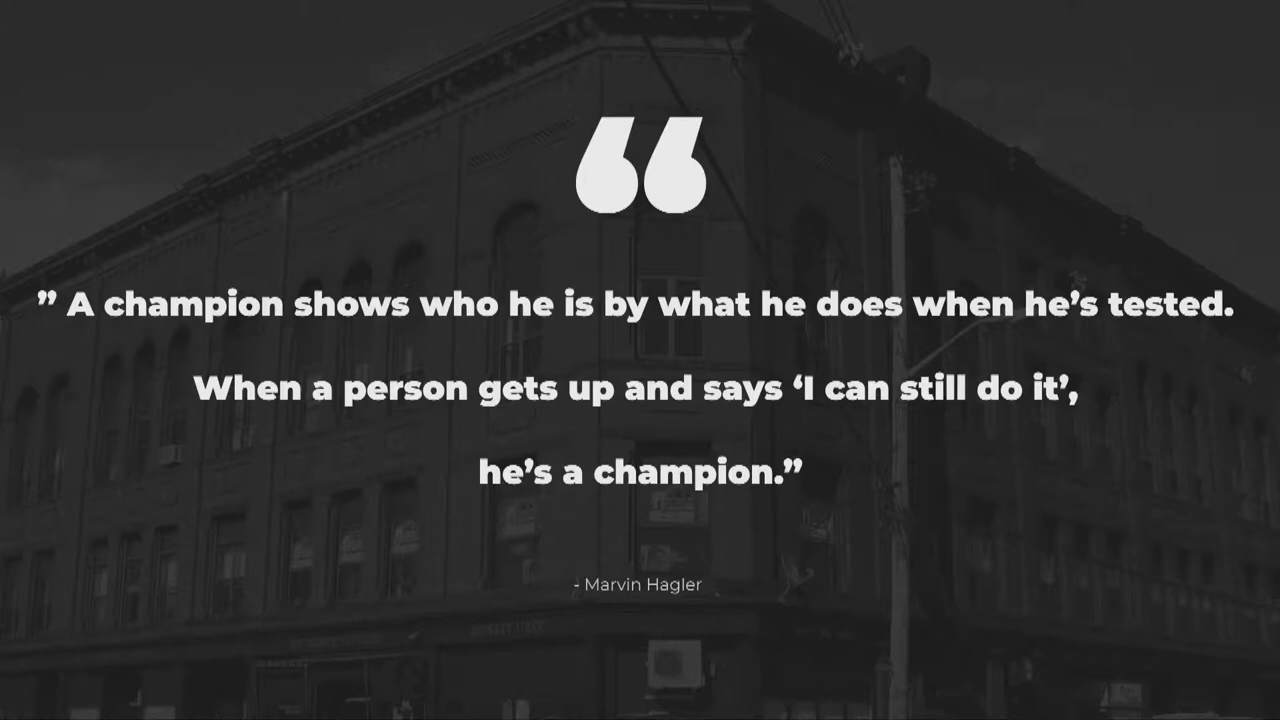 “
” A champion shows who he is by what he does when he’s tested.
When a person gets up and says ‘I can still do it’,
he’s a champion.”
- Marvin Hagler